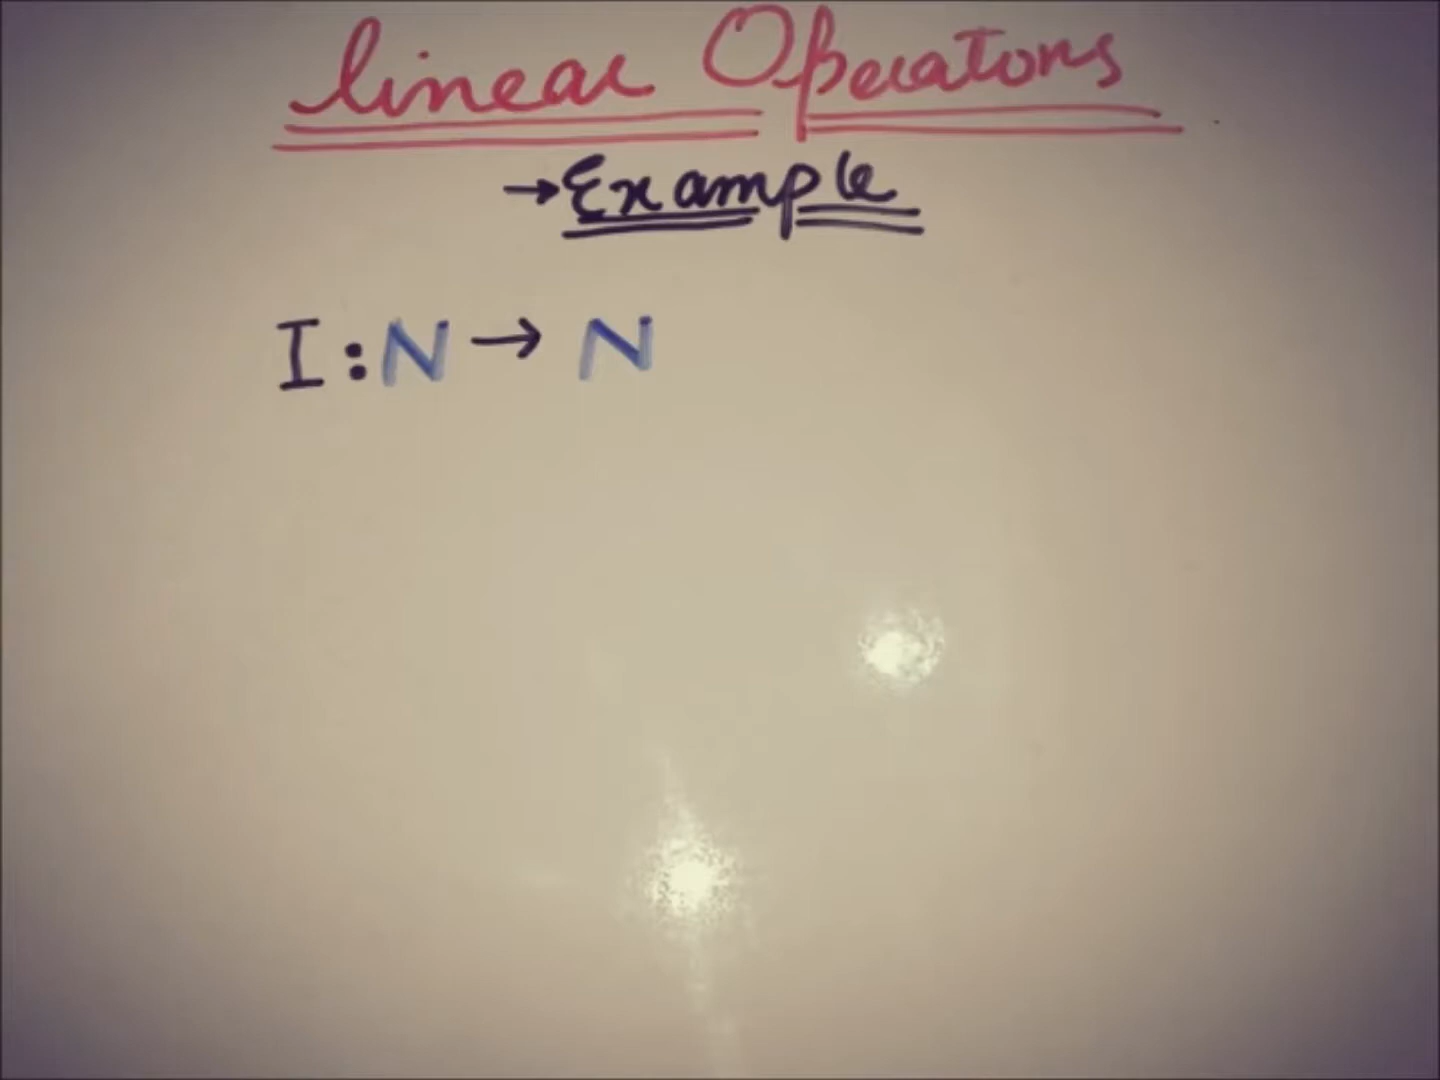 linear Operators
→Example
I:N → N